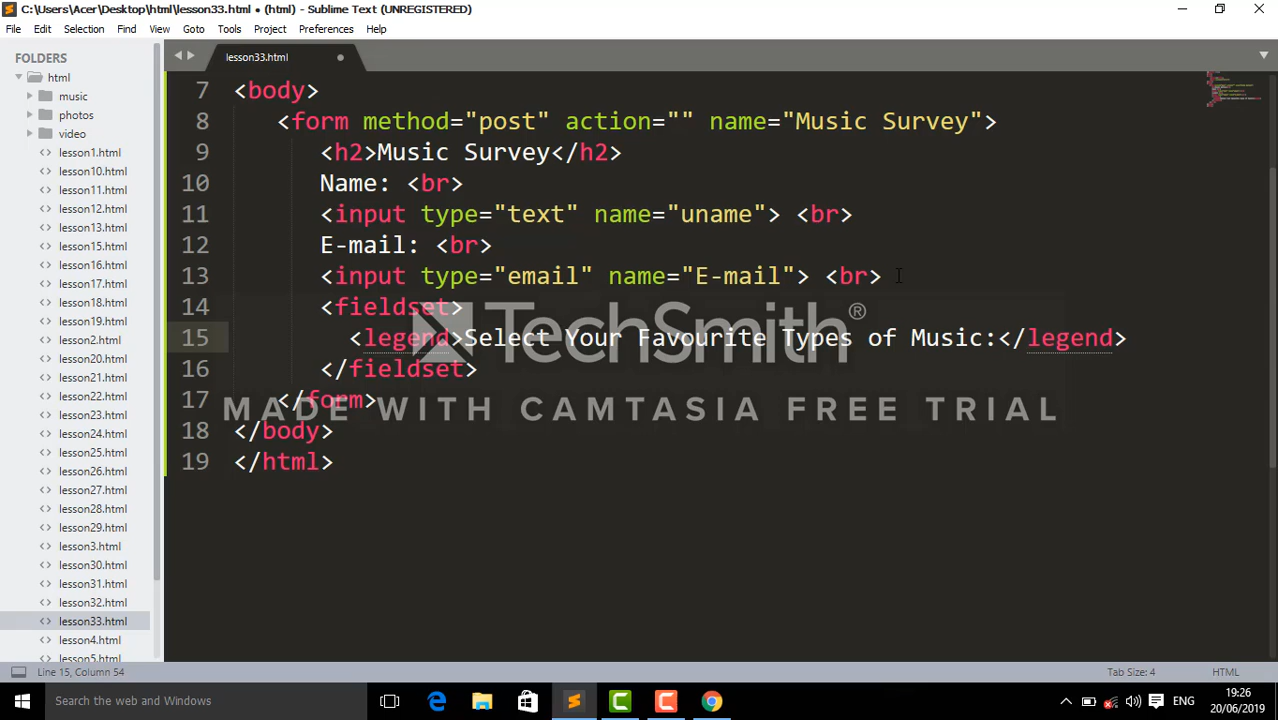 C:\Users\Acer\Desktop\html\lesson33.html • (html) - Sublime Text (UNREGISTERED)
File Edit Selection Find View Goto Tools Project Preferences Help
FOLDERS
html
music
photos
video
lesson1.html
lesson10.html
lesson11.html
lesson12.html
lesson13.html
lesson15.html
lesson16.html
lesson17.html
lesson18.html
lesson19.html
lesson2.html
lesson20.html
lesson21.html
lesson22.html
lesson23.html
lesson24.html
lesson25.html
lesson26.html
lesson27.html
lesson28.html
lesson29.html
lesson3.html
lesson30.html
lesson31.html
lesson32.html
lesson33.html
lesson4.html
lesson5.html
lesson33.html
7 <body>
8 <form method="post" action="" name="Music Survey">
9 <h2>Music Survey</h2>
10 Name: <br>
11 <input type="text" name="uname"> <br>
12 E-mail: <br>
13 <input type="email" name="E-mail"> <br>
14 <fieldset>
15 <legend>Select Your Favourite Types of Music:</legend>
16 </fieldset>
17 </form>
18 </body>
19 </html>
TechSmith®
MADE WITH CAMTASIA FREE TRIAL
Line 15, Column 54
Tab Size: 4 HTML
Search the web and Windows
ENG
19:26
20/06/2019